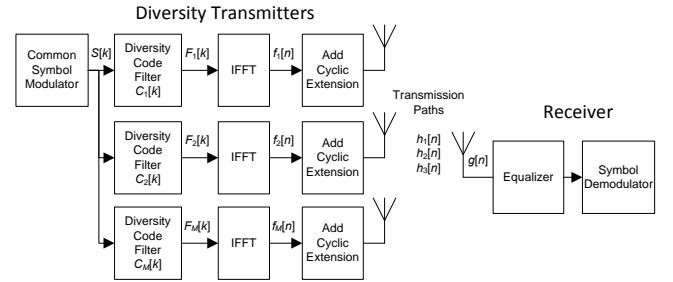 Diversity Transmitters
Common
Symbol
Modulator
S[k]
Diversity
Code
Filter
C1[k]
F1[k]
IFFT
f1[n]
Add
Cyclic
Extension
Diversity
Code
Filter
C2[k]
F2[k]
IFFT
f2[n]
Add
Cyclic
Extension
Diversity
Code
Filter
CM[k]
FM[k]
IFFT
fM[n]
Add
Cyclic
Extension
Transmission
Paths
h1[n]
h2[n]
h3[n]
Receiver
g[n]
Equalizer
Symbol
Demodulator